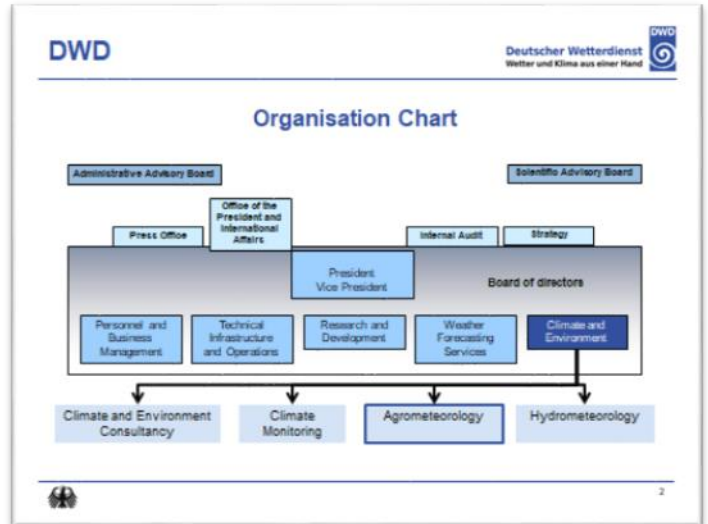 DWD
DWD
Deutscher Wetterdienst
Wetter und Klima aus einer Hand
Organisation Chart
Administrative Advisory Board
Scientific Advisory Board
Press Office
Office of the
President and
International
Affairs
Internal Audit
Strategy
President
Vice President
Board of directors
Personnel and
Business
Management
Technical
Infrastructure
and Operations
Research and
Development
Weather
Forecasting
Services
Climate and
Environment
Climate and Environment
Consultancy
Climate
Monitoring
Agrometeorology
Hydrometeorology
2